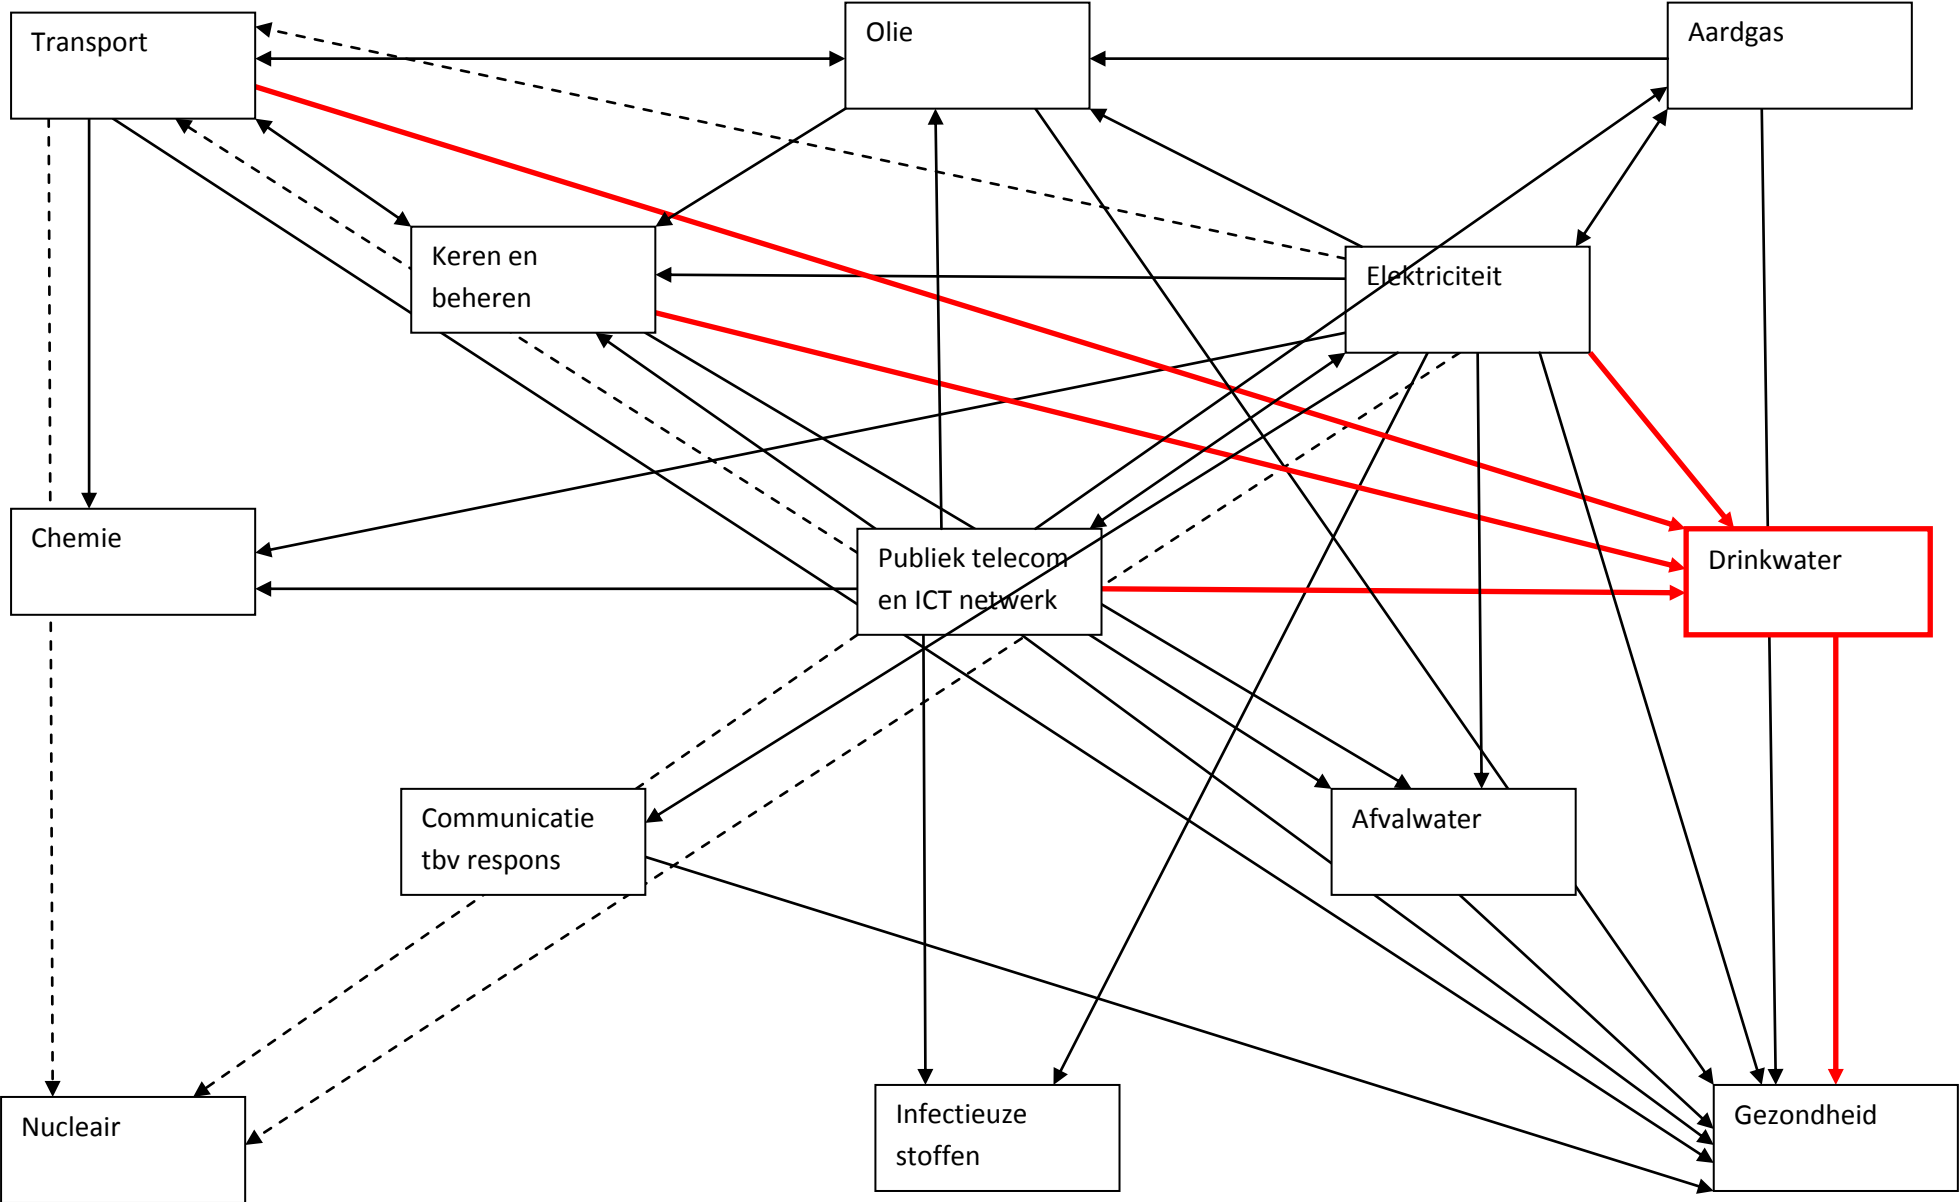 Transport
Olie
Aardgas
Keren en
beheren
Elektriciteit
Chemie
Publiek telecom
en ICT netwerk
Drinkwater
Communicatie
tbv respons
Afvalwater
Nucleair
Infectieuze
stoffen
Gezondheid